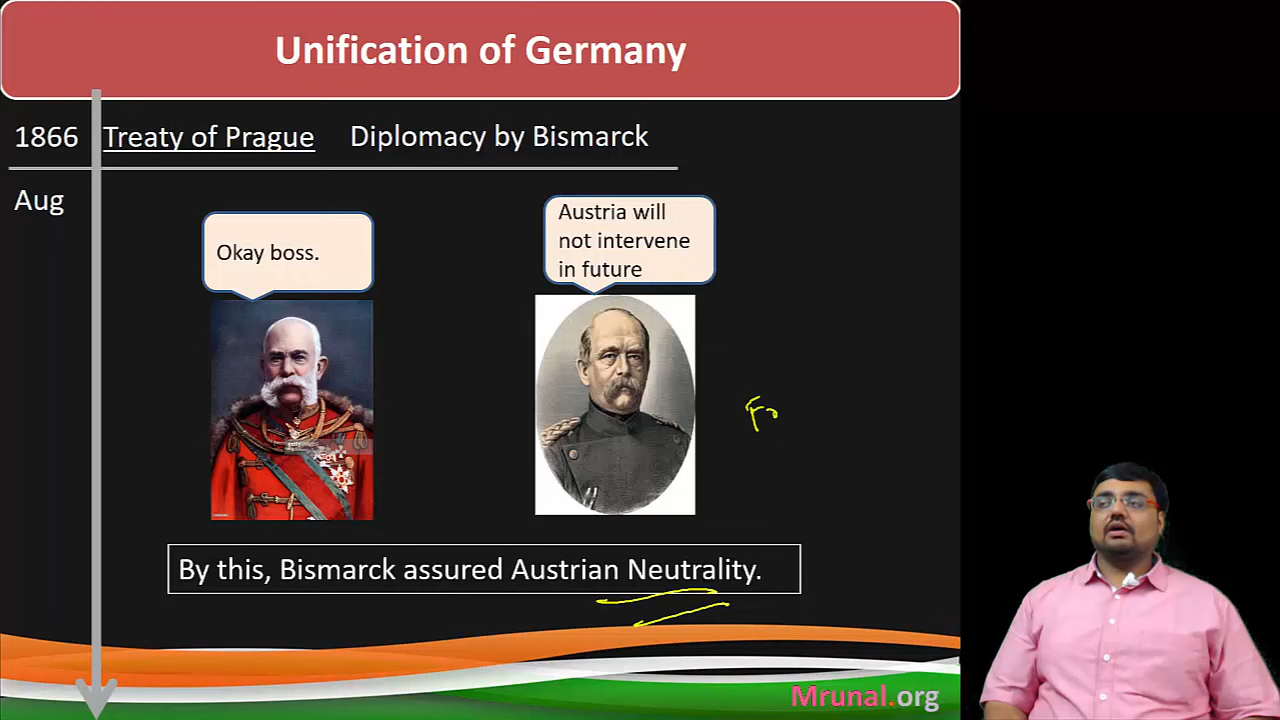 Unification of Germany
1866 Treaty of Prague Diplomacy by Bismarck
Aug
Okay boss.
Austria will
not intervene
in future
By this, Bismarck assured Austrian Neutrality.
Mrunal.org